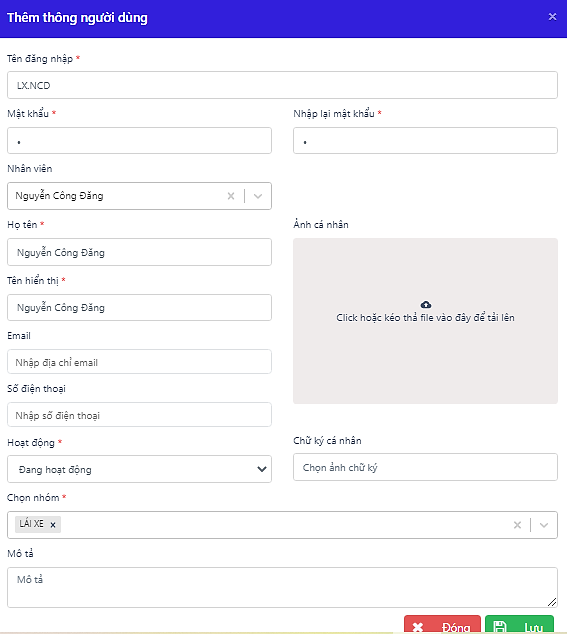 Thêm thông người dùng ×
Tên đăng nhập *
LX.NCD
Mật khẩu *
Nhập lại mật khẩu *
•
•
Nhân viên
Nguyễn Công Đăng
Họ tên *
Ảnh cá nhân
Nguyễn Công Đăng
Click hoặc kéo thả file vào đây để tải lên
Tên hiển thị *
Nguyễn Công Đăng
Email
Nhập địa chỉ email
Số điện thoại
Nhập số điện thoại
Hoạt động *
Chữ ký cá nhân
Đang hoạt động
Chọn ảnh chữ ký
Chọn nhóm *
LÁI XE ×
Mô tả
Mô tả
Đóng
Lưu